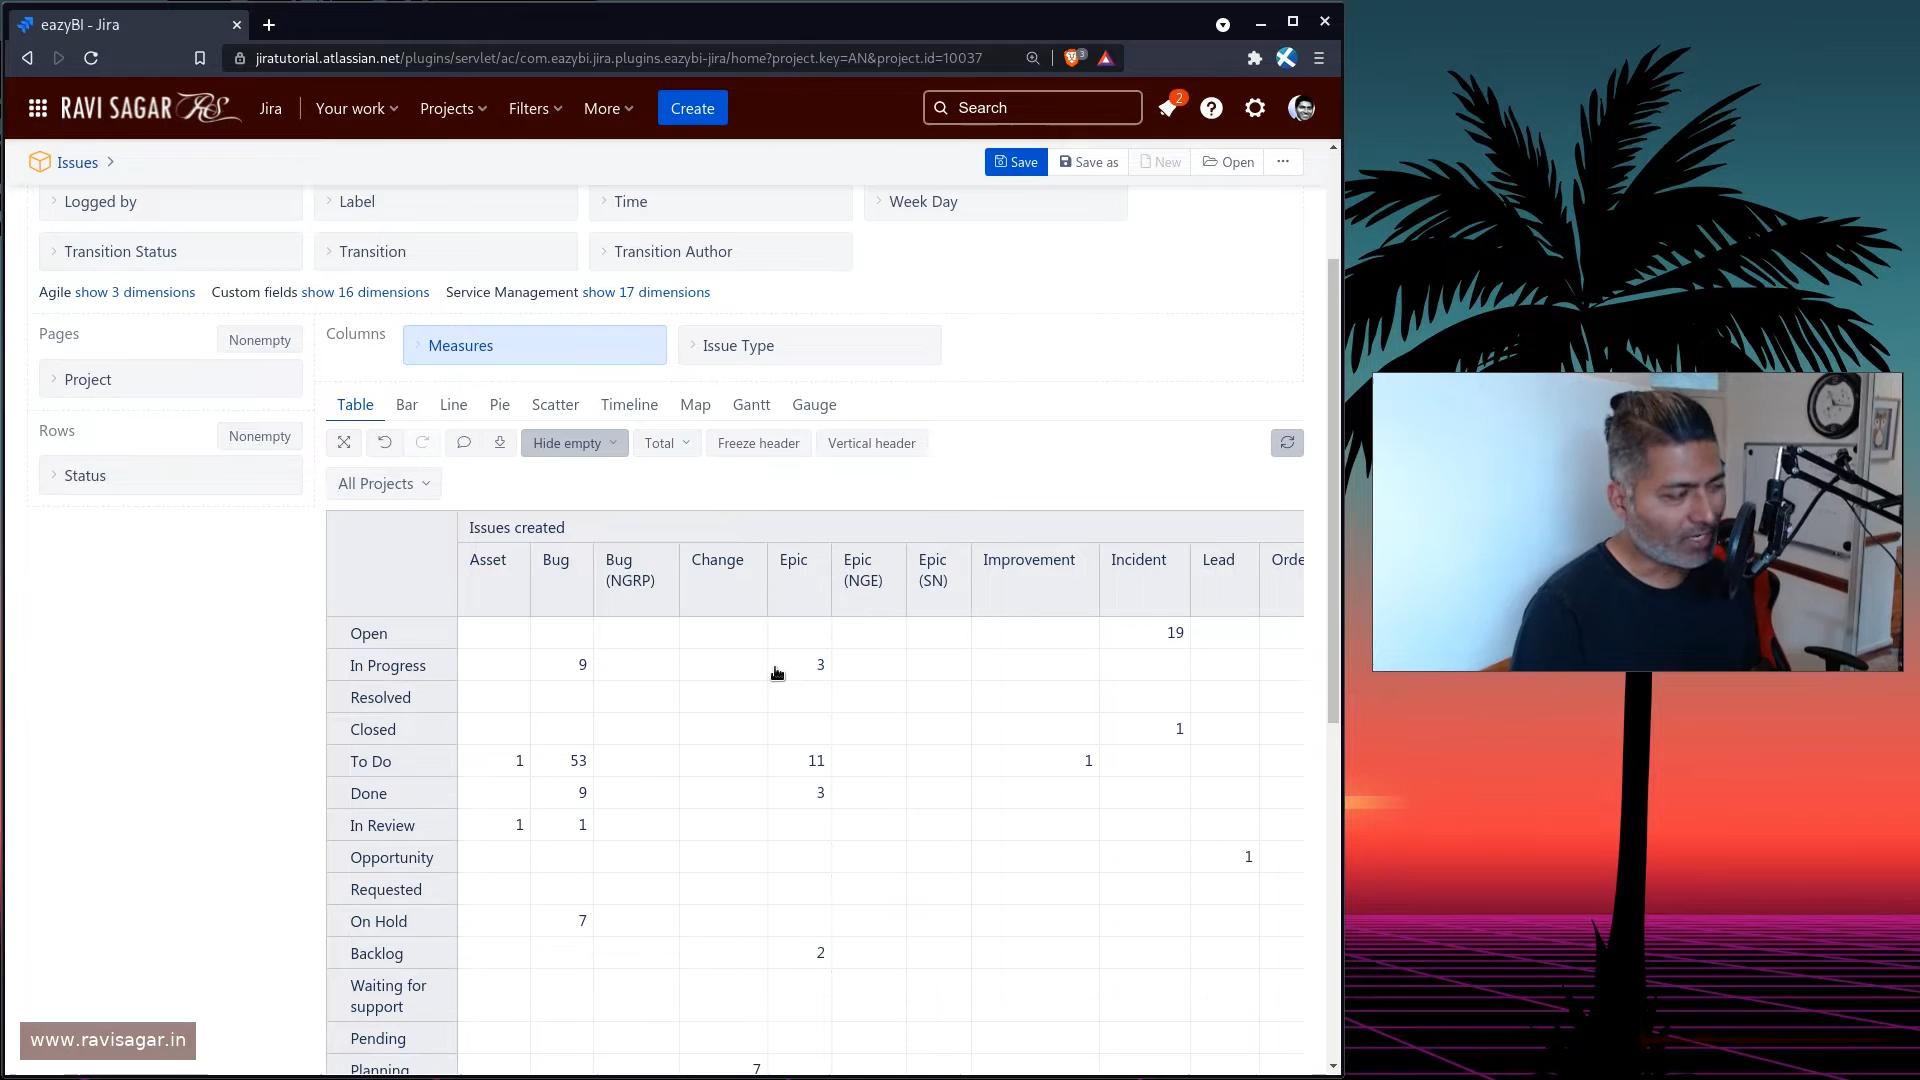 eazyBI - Jira
jiratutorial.atlassian.net/plugins/servlet/ac/com.eazybi.jira.plugins.eazybi-jira/home?project.key=AN&project.id=10037
3
RAVI SAGAR RS Jira Your work Projects Filters More Create Search 2
Issues Save Save as New Open ...
Logged by Label Time Week Day
Transition Status Transition Transition Author
Agile show 3 dimensions Custom fields show 16 dimensions Service Management show 17 dimensions
Pages Nonempty Columns Measures Issue Type
Project
Table Bar Line Pie Scatter Timeline Map Gantt Gauge
Rows Nonempty Hide empty Total Freeze header Vertical header
Status All Projects
Issues created
Asset Bug Bug (NGRP) Change Epic Epic (NGE) Epic (SN) Improvement Incident Lead Orde
Open 19
In Progress 9 3
Resolved
Closed 1
To Do 1 53 11 1
Done 9 3
In Review 1 1
Opportunity 1
Requested
On Hold 7
Backlog 2
Waiting for
support
Pending
Planning 7
www.ravisagar.in